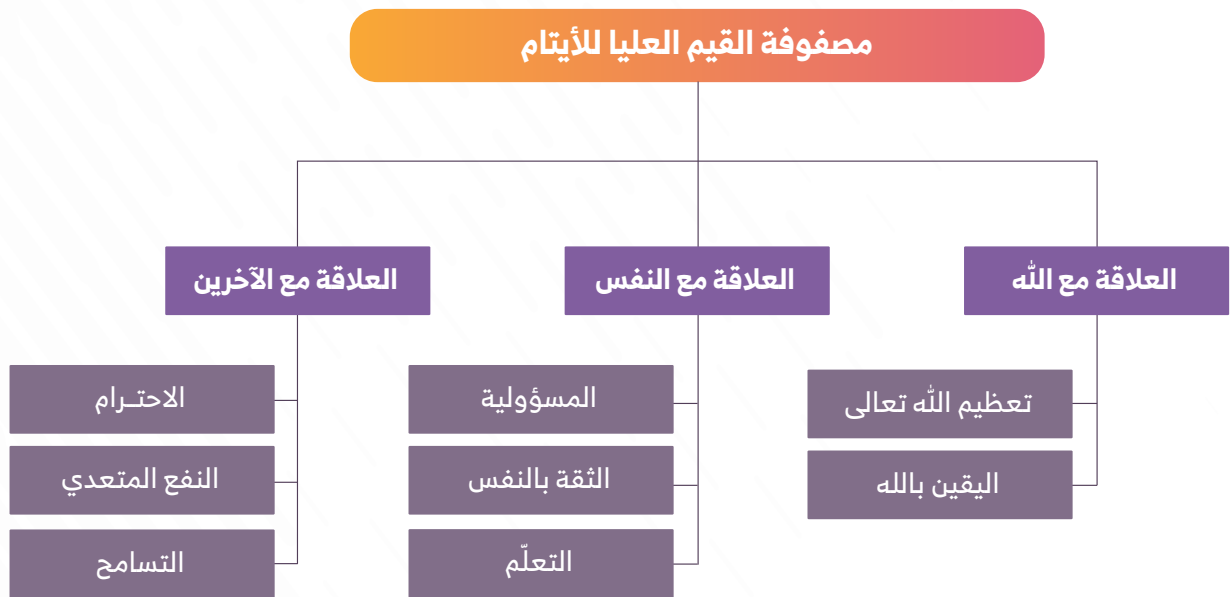 مصفوفة القيم العليا للأيتام
العلاقة مع الله
تعظيم الله تعالى
اليقين بالله
العلاقة مع النفس
المسؤولية
الثقة بالنفس
التعلّم
العلاقة مع الآخرين
الاحتــرام
النفع المتعدي
التسامح